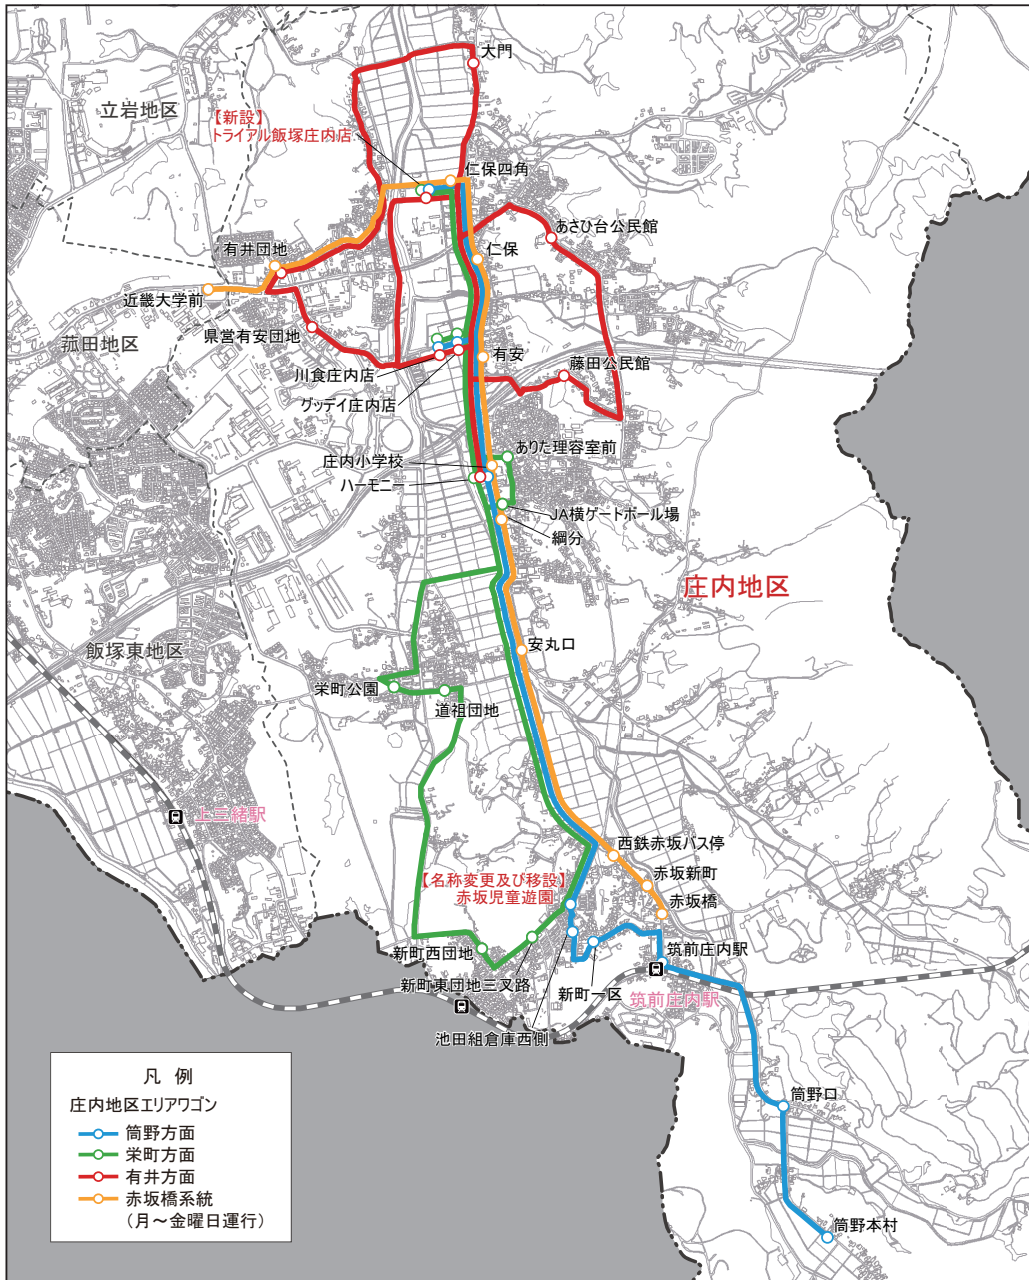 大門
立岩地区
【新設】
トライアル飯塚庄内店
仁保四角
あさひ台公民館
有井団地
仁保
近畿大学前
県営有安団地
菰田地区
有安
藤田公民館
川食庄内店
グッデイ庄内店
ありた理容室前
庄内小学校
ハーモニー
JA横ゲートボール場
綱分
庄内地区
飯塚東地区
安丸口
栄町公園
道祖団地
上三緒駅
西鉄赤坂バス停
【名称変更及び移設】
赤坂児童遊園
赤坂新町
赤坂橋
新町西団地
筑前庄内駅
新町東団地三叉路
新町一区
筑前庄内駅
池田組倉庫西側
凡 例
庄内地区エリアワゴン
筒野方面
栄町方面
有井方面
赤坂橋系統
(月～金曜日運行)
筒野口
筒野本村